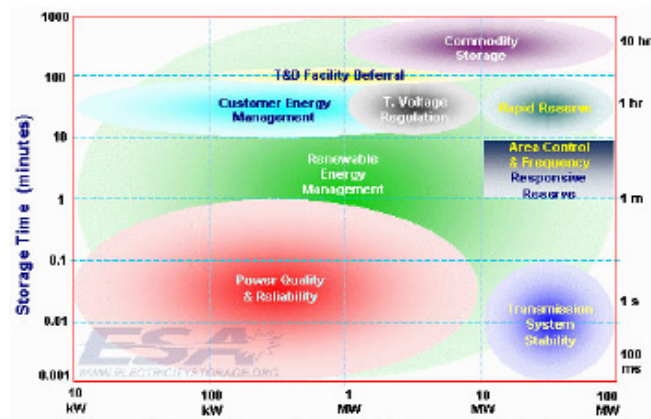 1000
Commodity
Storage
10 hr
100
T&D Facility Deferral
Customer Energy
Management
T. Voltage
Regulation
Rapid Reserve
1 hr
10
Renewable
Energy
Management
Area Control
& Frequency
Responsive
Reserve
1
1 m
Storage Time (minutes)
0.1
Power Quality
& Reliability
Transmission
System
Stability
1 s
0.01
ESA
WWW.ELECTRICITYSTORAGE.ORG
100
ms
0.001
10
kW
100
kW
1
MW
10
MW
100
MW